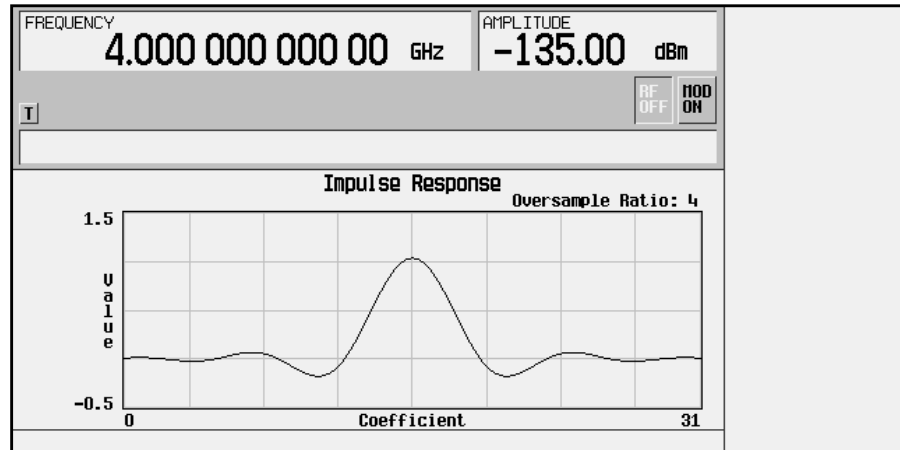 FREQUENCY
4.000 000 000 00 GHz
AMPLITUDE
-135.00 dBm
RF OFF
MOD ON
T
Impulse Response
Oversample Ratio: 4
1.5
Value
-0.5
0
Coefficient
31